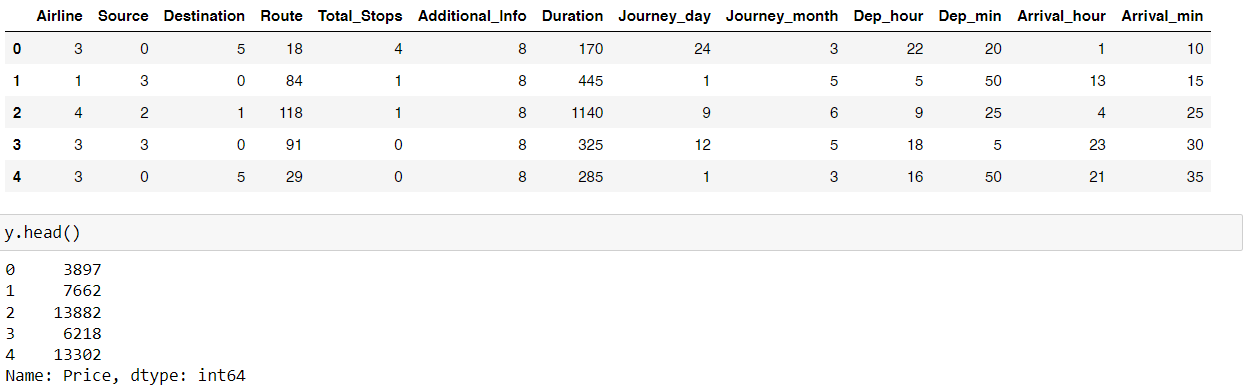 Airline Source Destination Route Total_Stops Additional_Info Duration Journey_day Journey_month Dep_hour Dep_min Arrival_hour Arrival_min
0 3 0 5 18 4 8 170 24 3 22 20 1 10
1 1 3 0 84 1 8 445 1 5 5 50 13 15
2 4 2 1 118 1 8 1140 9 6 9 25 4 25
3 3 3 0 91 0 8 325 12 5 18 5 23 30
4 3 0 5 29 0 8 285 1 3 16 50 21 35
y.head()
0 3897
1 7662
2 13882
3 6218
4 13302
Name: Price, dtype: int64